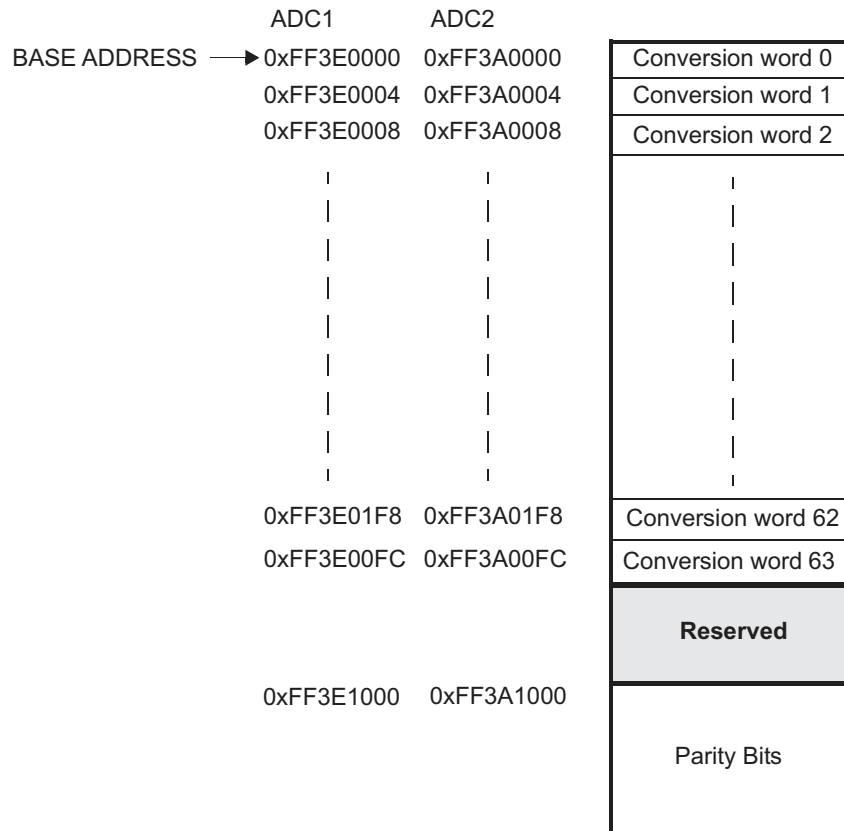 ADC1 ADC2
BASE ADDRESS 0xFF3E0000 0xFF3A0000 Conversion word 0
0xFF3E0004 0xFF3A0004 Conversion word 1
0xFF3E0008 0xFF3A0008 Conversion word 2
0xFF3E01F8 0xFF3A01F8 Conversion word 62
0xFF3E00FC 0xFF3A00FC Conversion word 63
Reserved
0xFF3E1000 0xFF3A1000
Parity Bits